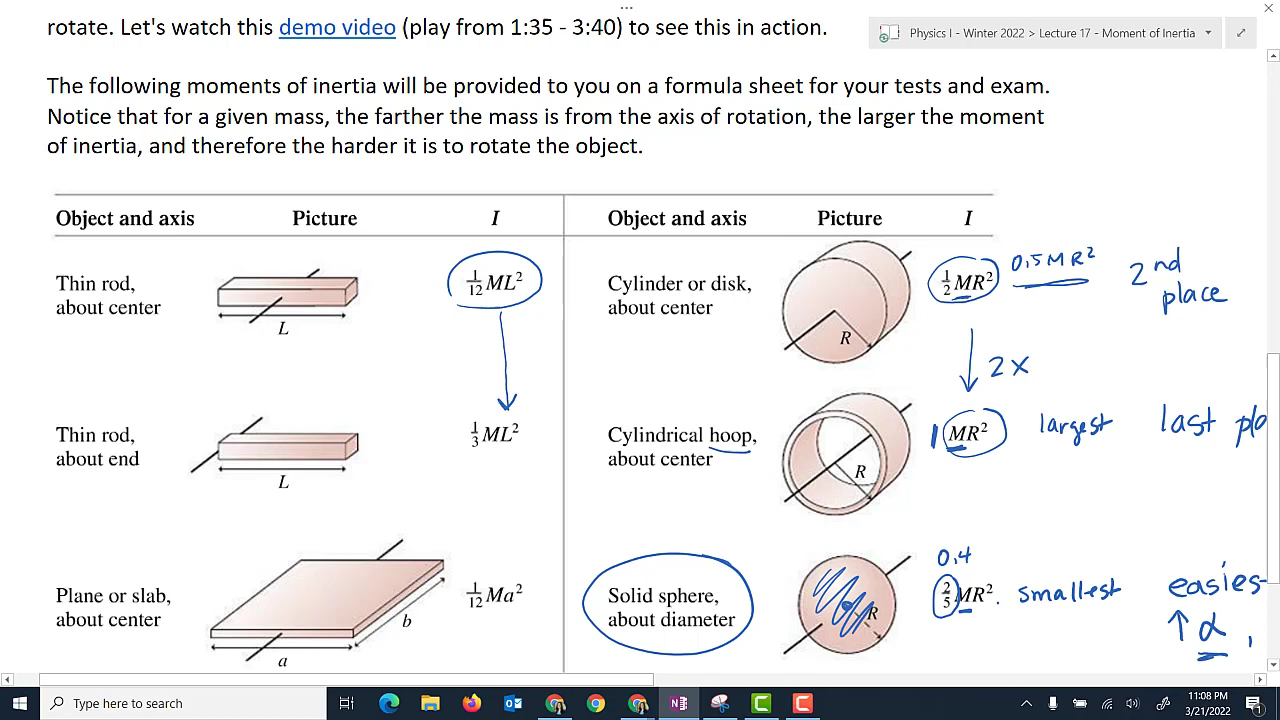 rotate. Let's watch this demo video (play from 1:35 - 3:40) to see this in action.
Physics I - Winter 2022 > Lecture 17 - Moment of Inertia
The following moments of inertia will be provided to you on a formula sheet for your tests and exam.
Notice that for a given mass, the farther the mass is from the axis of rotation, the larger the moment
of inertia, and therefore the harder it is to rotate the object.
Object and axis Picture I Object and axis Picture I
Thin rod,
about center
L
1/12 ML²
Cylinder or disk,
about center
R
1/2 MR²
0.5MR²
2nd
place
2x
Thin rod,
about end
L
1/3 ML²
Cylindrical hoop,
about center
R
1 MR²
largest
last pla
Plane or slab,
about center
a
b
1/12 Ma²
Solid sphere,
about diameter
R
0.4
2/5 MR².
smallest
easies
↑ α,
Type here to search
11:08 PM
3/21/2022